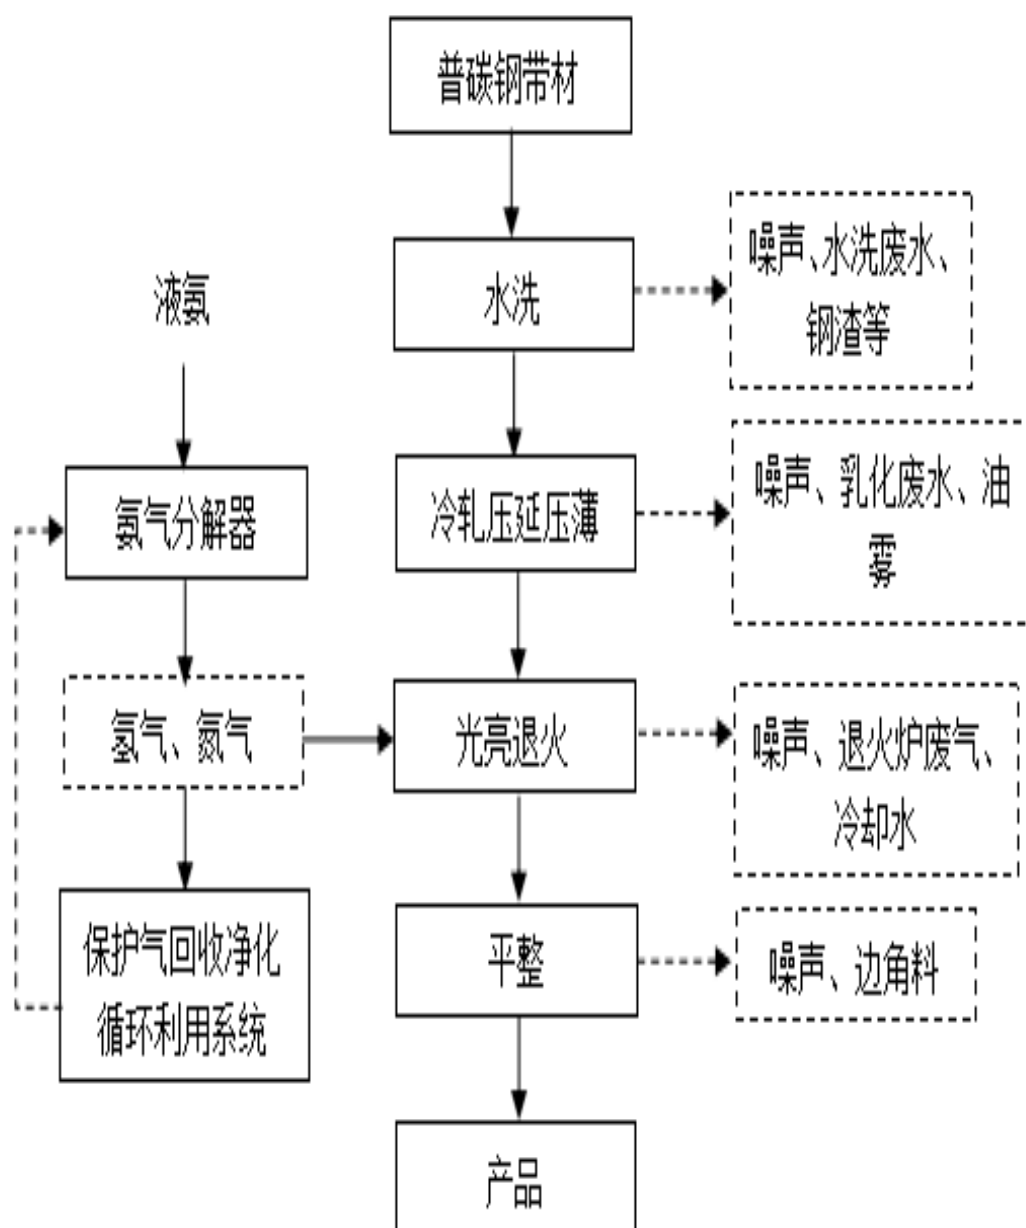 普碳钢带材
水洗
噪声、水洗废水、
钢渣等
液氨
氨气分解器
冷轧压延压薄
噪声、乳化废水、油
雾
氢气、氮气
光亮退火
噪声、退火炉废气、
冷却水
保护气回收净化
循环利用系统
平整
噪声、边角料
产品